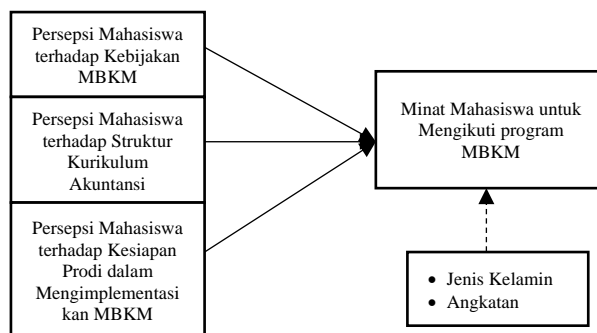 Persepsi Mahasiswa
terhadap Kebijakan
MBKM
Persepsi Mahasiswa
terhadap Struktur
Kurikulum
Akuntansi
Persepsi Mahasiswa
terhadap Kesiapan
Prodi dalam
Mengimplementasi
kan MBKM
Minat Mahasiswa untuk
Mengikuti program
MBKM
• Jenis Kelamin
• Angkatan